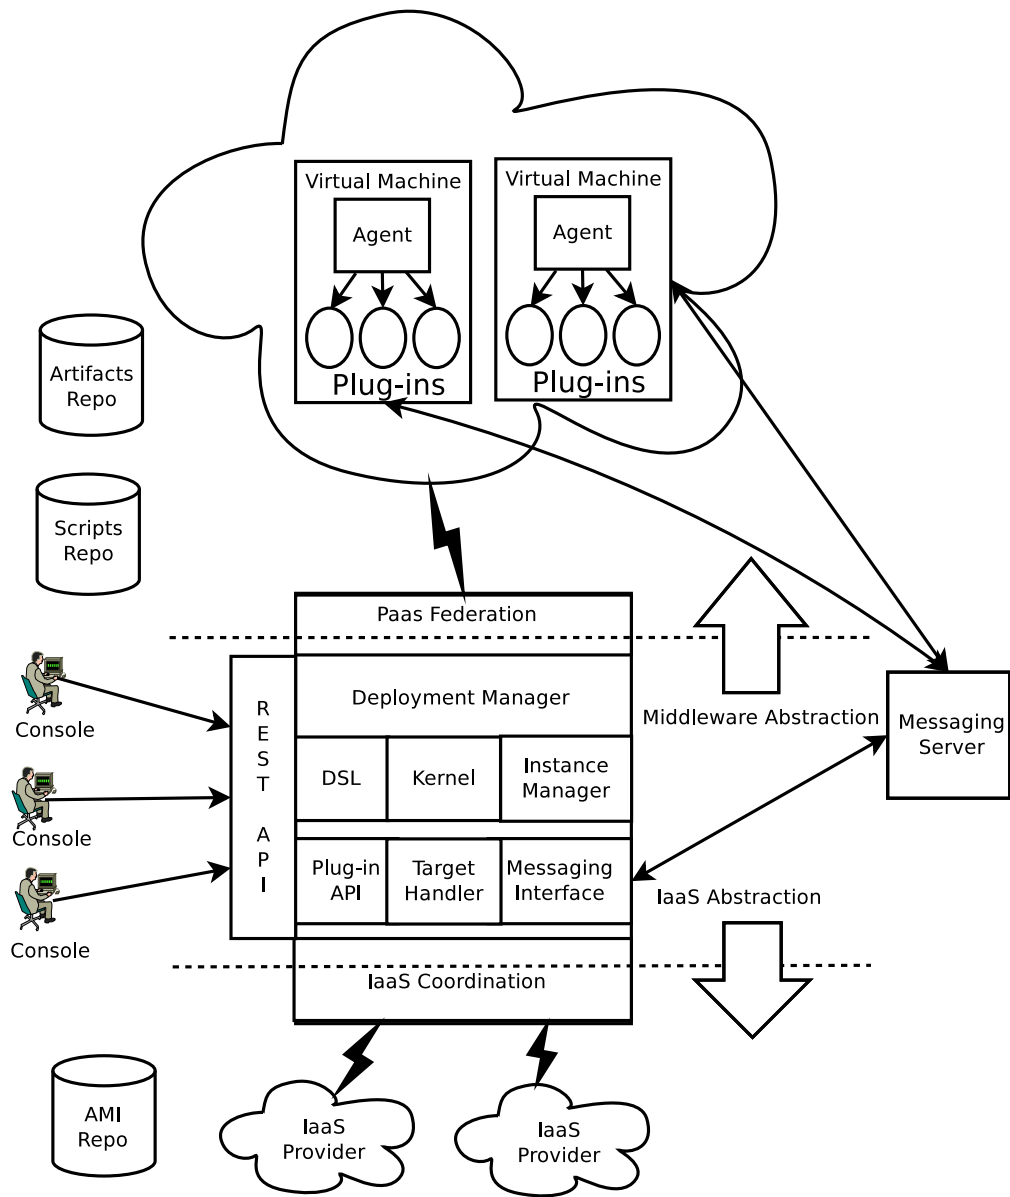 Virtual Machine
Agent
Plug-ins
Virtual Machine
Agent
Plug-ins
Artifacts
Repo
Scripts
Repo
Paas Federation
Console
Console
Console
REST API
Deployment Manager
DSL
Kernel
Instance
Manager
Plug-in
API
Target
Handler
Messaging
Interface
Middleware Abstraction
Messaging
Server
IaaS Abstraction
IaaS Coordination
AMI
Repo
IaaS
Provider
IaaS
Provider